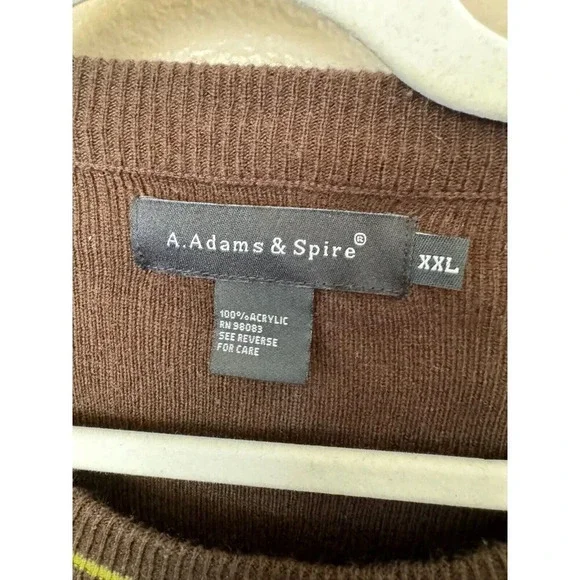 A.Adams & Spire®
XXL
100% ACRYLIC
RN 98083
SEE REVERSE
FOR CARE